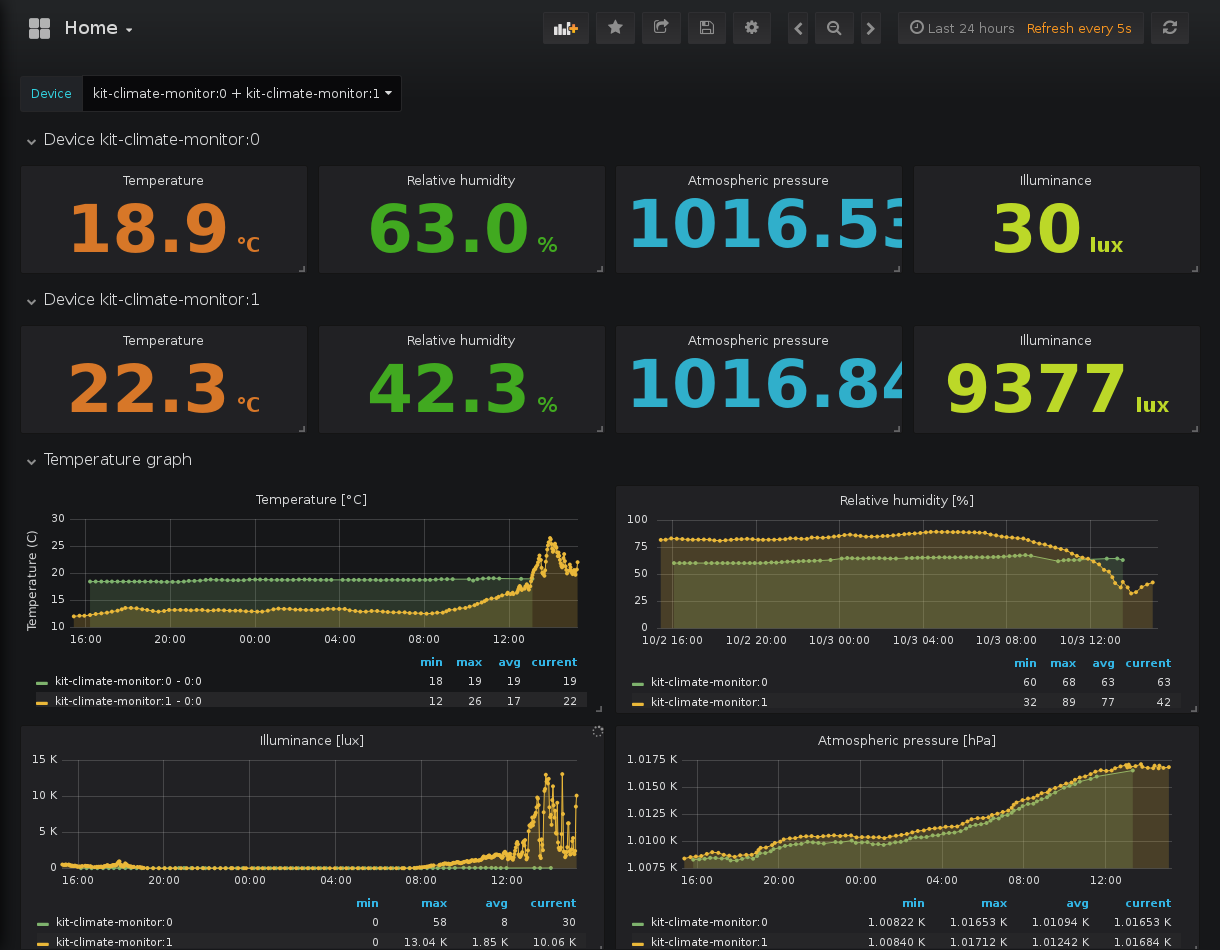 Home
Last 24 hours Refresh every 5s
Device kit-climate-monitor:0 + kit-climate-monitor:1
Device kit-climate-monitor:0
Temperature Relative humidity Atmospheric pressure Illuminance
18.9 °C 63.0 % 1016.53 30 lux
Device kit-climate-monitor:1
Temperature Relative humidity Atmospheric pressure Illuminance
22.3 °C 42.3 % 1016.84 9377 lux
Temperature graph
Temperature [°C]
Temperature (C)
30
25
20
15
10
16:00 20:00 00:00 04:00 08:00 12:00
min max avg current
kit-climate-monitor:0 - 0:0 18 19 19 19
kit-climate-monitor:1 - 0:0 12 26 17 22
Relative humidity [%]
100
75
50
25
0
10/2 16:00 10/2 20:00 10/3 00:00 10/3 04:00 10/3 08:00 10/3 12:00
min max avg current
kit-climate-monitor:0 60 68 63 63
kit-climate-monitor:1 32 89 77 42
Illuminance [lux]
15 K
10 K
5 K
0
16:00 20:00 00:00 04:00 08:00 12:00
min max avg current
kit-climate-monitor:0 0 58 8 30
kit-climate-monitor:1 0 13.04 K 1.85 K 10.06 K
Atmospheric pressure [hPa]
1.0175 K
1.0150 K
1.0125 K
1.0100 K
1.0075 K
16:00 20:00 00:00 04:00 08:00 12:00
min max avg current
kit-climate-monitor:0 1.00822 K 1.01653 K 1.01094 K 1.01653 K
kit-climate-monitor:1 1.00840 K 1.01712 K 1.01242 K 1.01684 K